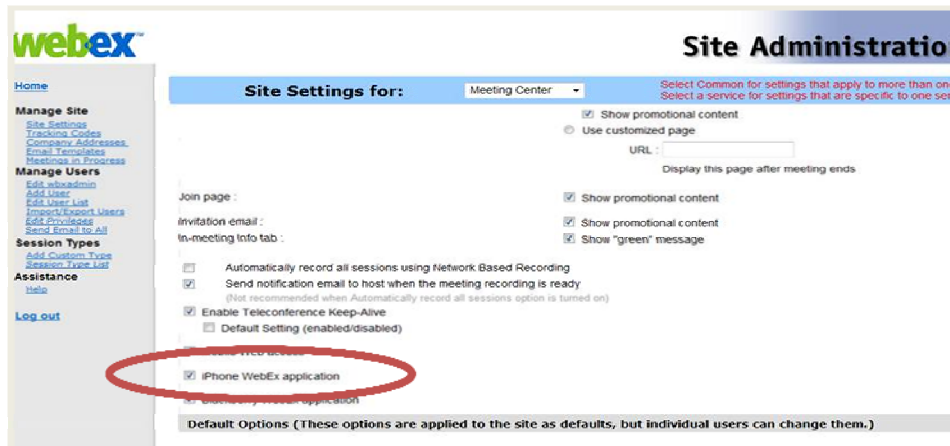 webex
Site Administratio
Home
Site Settings for:
Meeting Center
Select Common for settings that apply to more than on
Select a service for settings that are specific to one ser
Manage Site
Site Settings
Tracking Codes
Company Addresses
Email Templates
Meetings in Progress
Manage Users
Edit wbxadmin
Add User
Edit User List
Import/Export Users
Edit Privileges
Send Email to All
Session Types
Add Custom Type
Session Type List
Assistance
Help
Log out
Show promotional content
Use customized page
URL :
Display this page after meeting ends
Join page :
Show promotional content
Invitation email :
Show promotional content
In-meeting Info tab :
Show "green" message
Automatically record all sessions using Network Based Recording
Send notification email to host when the meeting recording is ready
(Not recommended when Automatically record all sessions option is turned on)
Enable Teleconference Keep-Alive
Default Setting (enabled/disabled)
iPhone WebEx application
application
Default Options (These options are applied to the site as defaults, but individual users can change them.)